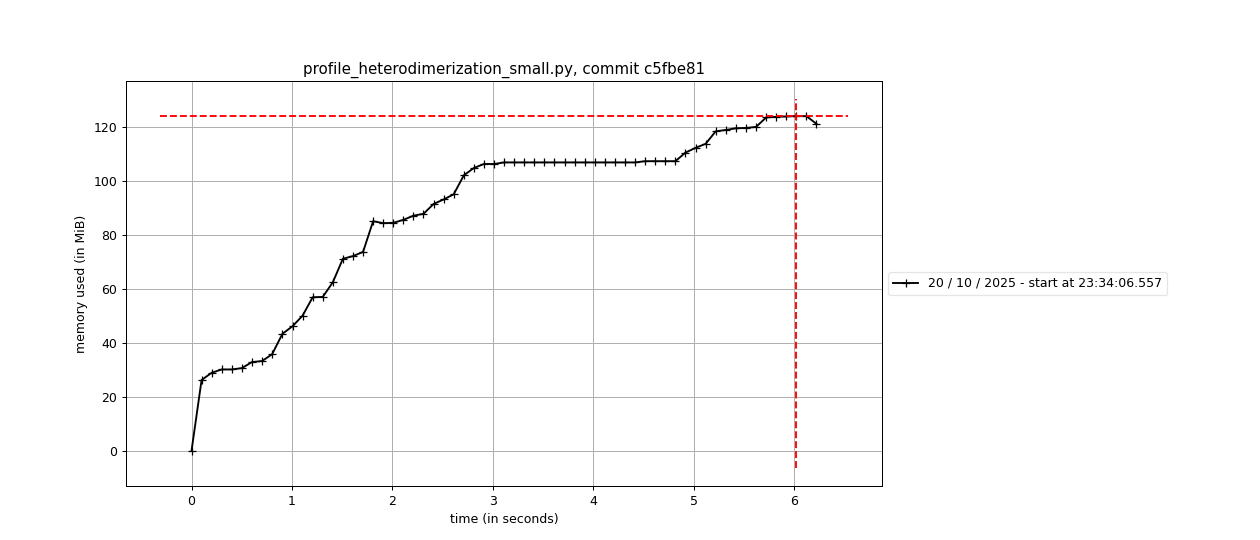 profile_heterodimerization_small.py, commit c5fbe81
120
100
80
60
40
20
0
memory used (in MiB)
0 1 2 3 4 5 6
time (in seconds)
20 / 10 / 2025 - start at 23:34:06.557